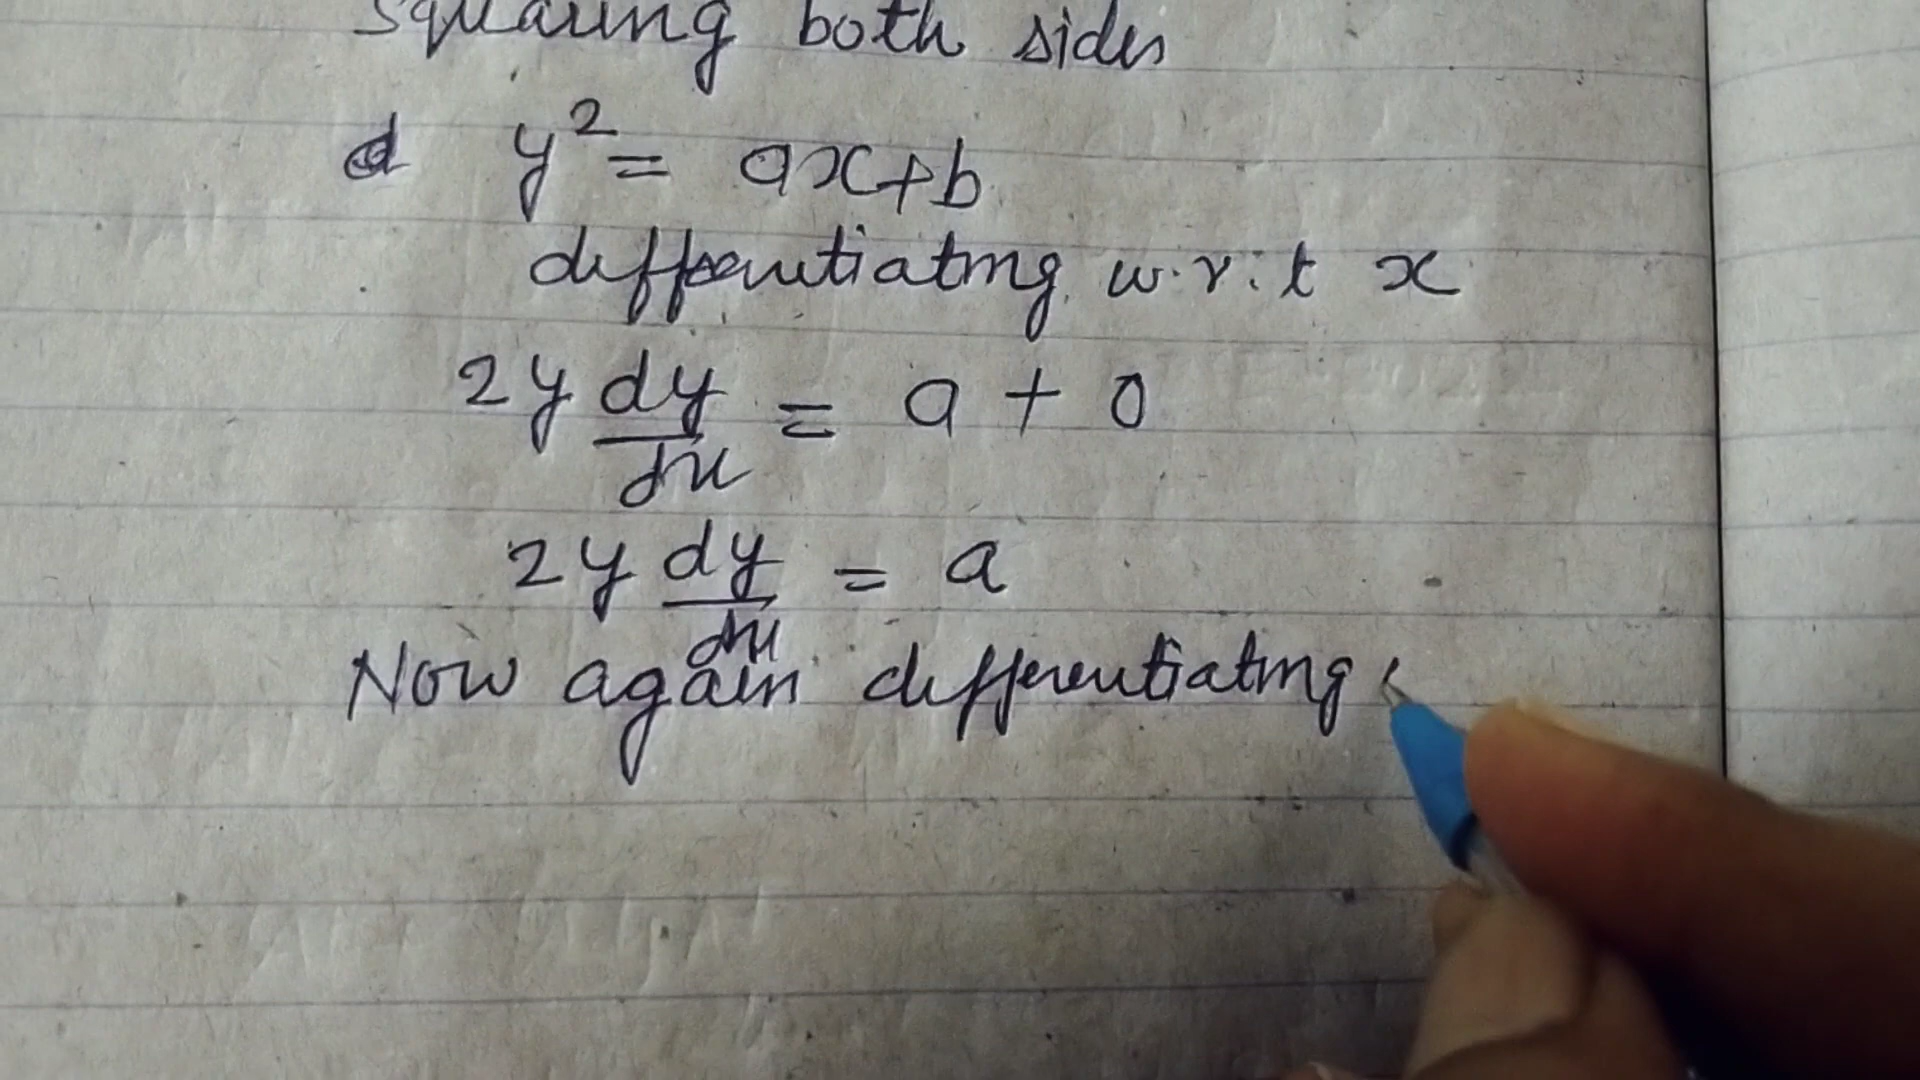 squaring both sides
y² = ax+b
differentiating w.r.t x
2y dy/dx = a + 0
2y dy/dx = a
Now again differentiating